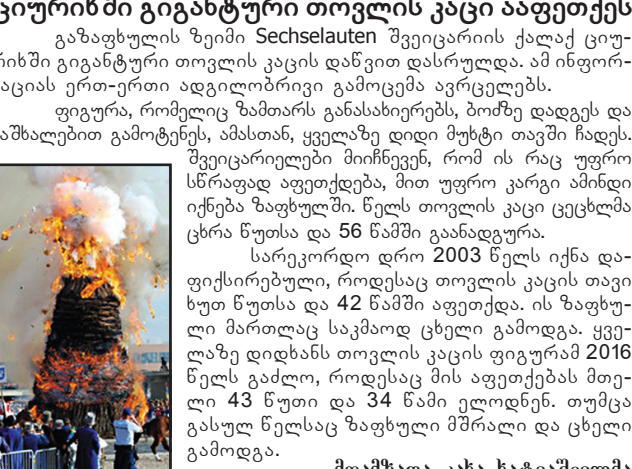 ციურიხში გიგანტური თოვლის კაცი ააფეთქეს
გაზაფხულის ზეიმი Sechselauten შვეიცარიის ქალაქ ციუ-
რიხში გიგანტური თოვლის კაცის დაწვით დასრულდა. ამ ინფორ-
მაციას ერთ-ერთი ადგილობრივი გამოცემა ავრცელებს.
ფიგურა, რომელიც ზამთარს განასახიერებს, ბოძზე დადგეს და
მაშხალებით გამოტენეს, ამასთან, ყველაზე დიდი მუხტი თავში ჩადეს.
შვეიცარიელები მიიჩნევენ, რომ ის რაც უფრო
სწრაფად აფეთქდება, მით უფრო კარგი ამინდი
იქნება ზაფხულში. წელს თოვლის კაცი ცეცხლმა
ცხრა წუთსა და 56 წამში გაანადგურა.
სარეკორდო დრო 2003 წელს იქნა და-
ფიქსირებული, როდესაც თოვლის კაცის თავი
ხუთ წუთსა და 42 წამში აფეთქდა. ის ზაფხუ-
ლი მართლაც საკმაოდ ცხელი გამოდგა. ყვე-
ლაზე დიდხანს თოვლის კაცის ფიგურამ 2016
წელს გაძლო, როდესაც მის აფეთქებას მთე-
ლი 43 წუთი და 34 წამი ელოდნენ. თუმცა
გასულ წელსაც ზაფხული მშრალი და ცხელი
გამოდგა.